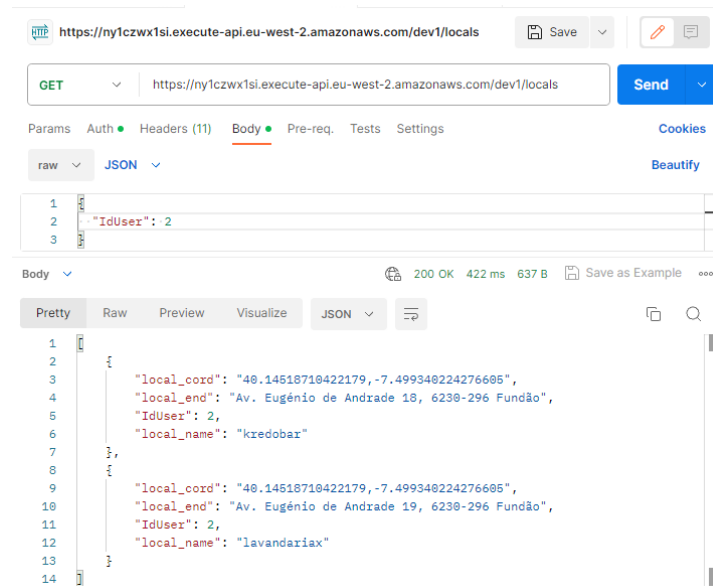 HTTP https://ny1czwx1si.execute-api.eu-west-2.amazonaws.com/dev1/locals Save
GET https://ny1czwx1si.execute-api.eu-west-2.amazonaws.com/dev1/locals Send
Params Auth Headers (11) Body Pre-req. Tests Settings Cookies
raw JSON Beautify
1 {
2 "IdUser": 2
3 }
Body 200 OK 422 ms 637 B Save as Example
Pretty Raw Preview Visualize JSON
1 [
2 {
3 "local_cord": "40.14518710422179,-7.499340224276605",
4 "local_end": "Av. Eugénio de Andrade 18, 6230-296 Fundão",
5 "IdUser": 2,
6 "local_name": "kredobar"
7 },
8 {
9 "local_cord": "40.14518710422179,-7.499340224276605",
10 "local_end": "Av. Eugénio de Andrade 19, 6230-296 Fundão",
11 "IdUser": 2,
12 "local_name": "lavandariax"
13 }
14 ]